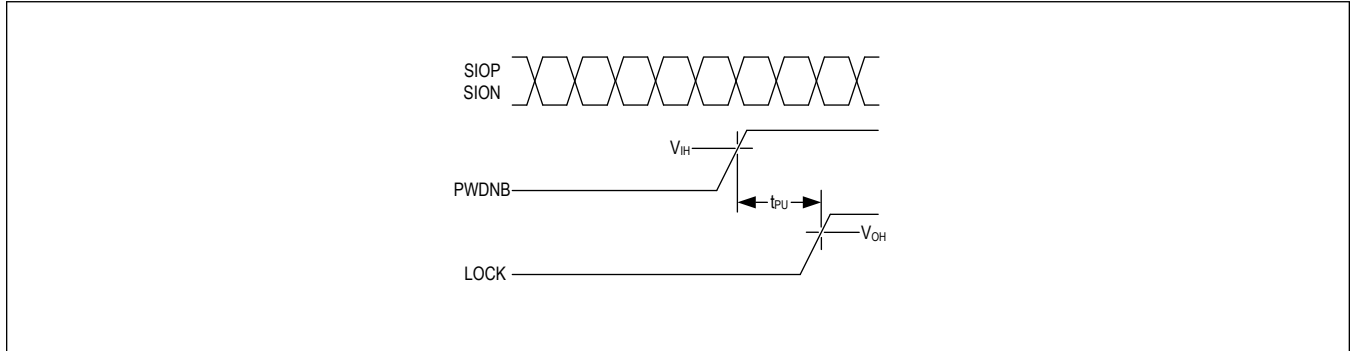 SIOP
SION
VIH
PWDNB
tPU
VOH
LOCK